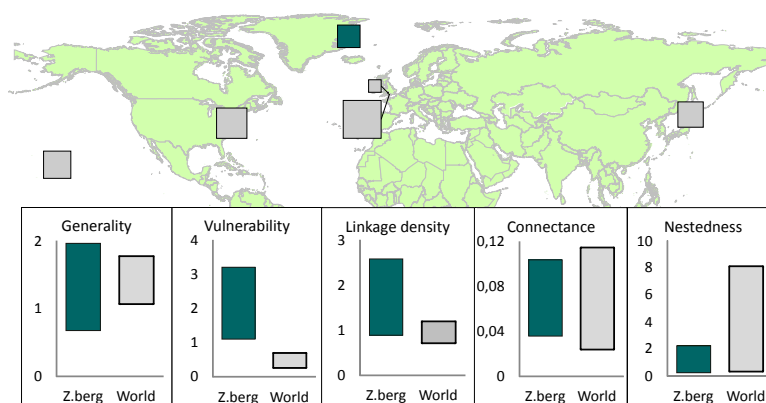 Generality
2
1
0
Z.berg World
Vulnerability
4
3
2
1
0
Z.berg World
Linkage density
3
2
1
0
Z.berg World
Connectance
0,12
0,08
0,04
0,00
Z.berg World
Nestedness
10
8
6
4
2
0
Z.berg World